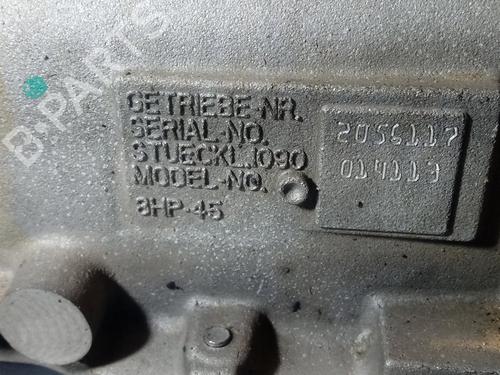 B-PARTS
GETRIEBE-NR.
SERIAL-NO.
STUECKL.1090
MODEL-NO.
8HP-45
2056117
014113